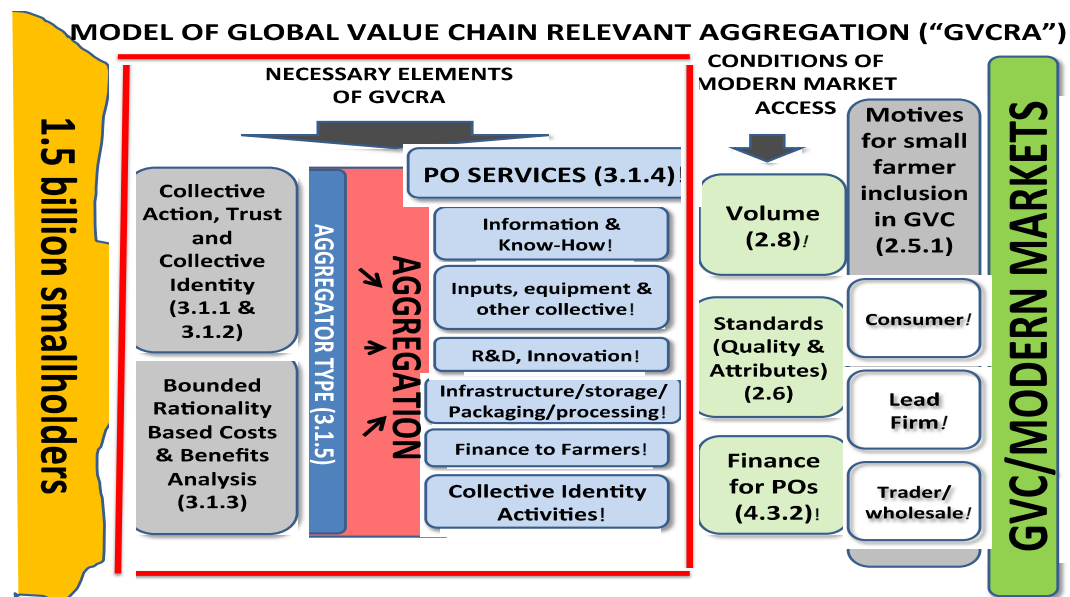 MODEL OF GLOBAL VALUE CHAIN RELEVANT AGGREGATION (“GVCRA”)
1.5 billion smallholders
NECESSARY ELEMENTS
OF GVCRA
Collective
Action, Trust
and
Collective
Identity
(3.1.1 &
3.1.2)
Bounded
Rationality
Based Costs
& Benefits
Analysis
(3.1.3)
AGGREGATOR TYPE (3.1.5)
AGGREGATION
PO SERVICES (3.1.4)!
Information &
Know-How!
Inputs, equipment &
other collective!
R&D, Innovation!
Infrastructure/storage/
Packaging/processing!
Finance to Farmers!
Collective Identity
Activities!
CONDITIONS OF
MODERN MARKET
ACCESS
Volume
(2.8)!
Standards
(Quality &
Attributes)
(2.6)
Finance
for POs
(4.3.2)!
Motives
for small
farmer
inclusion
in GVC
(2.5.1)
Consumer!
Lead
Firm!
Trader/
wholesale!
GVC/MODERN MARKETS